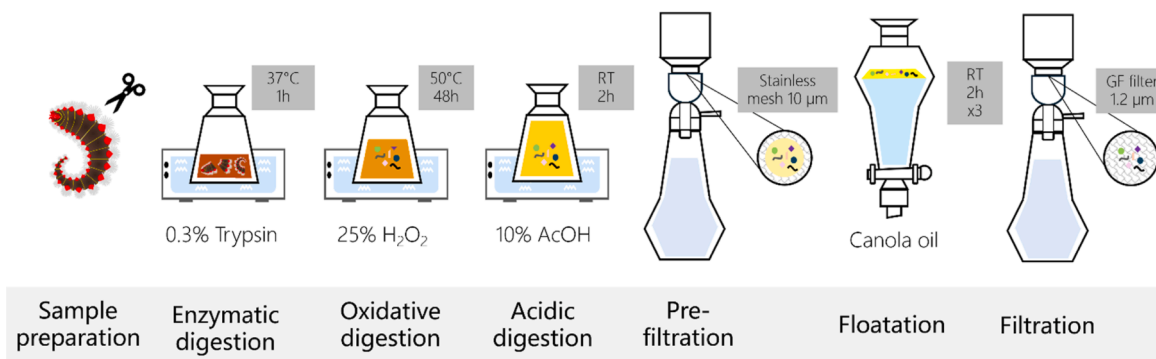 37°C
1h
50°C
48h
RT
2h
Stainless
mesh 10 μm
RT
2h
x3
GF filter
1.2 μm
0.3% Trypsin
25% H₂O₂
10% AcOH
Canola oil
Sample
preparation
Enzymatic
digestion
Oxidative
digestion
Acidic
digestion
Pre-
filtration
Floatation
Filtration